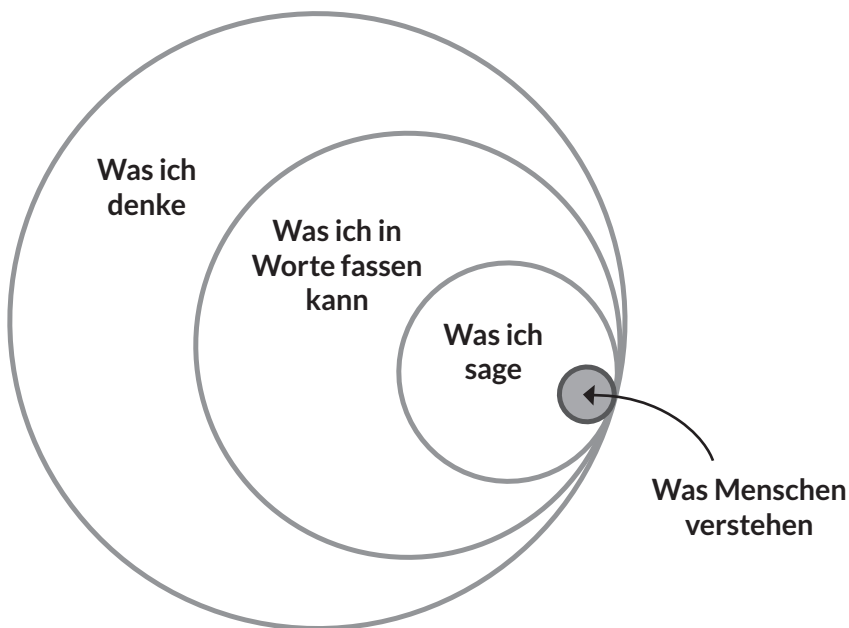 Was ich
denke
Was ich in
Worte fassen
kann
Was ich
sage
Was Menschen
verstehen